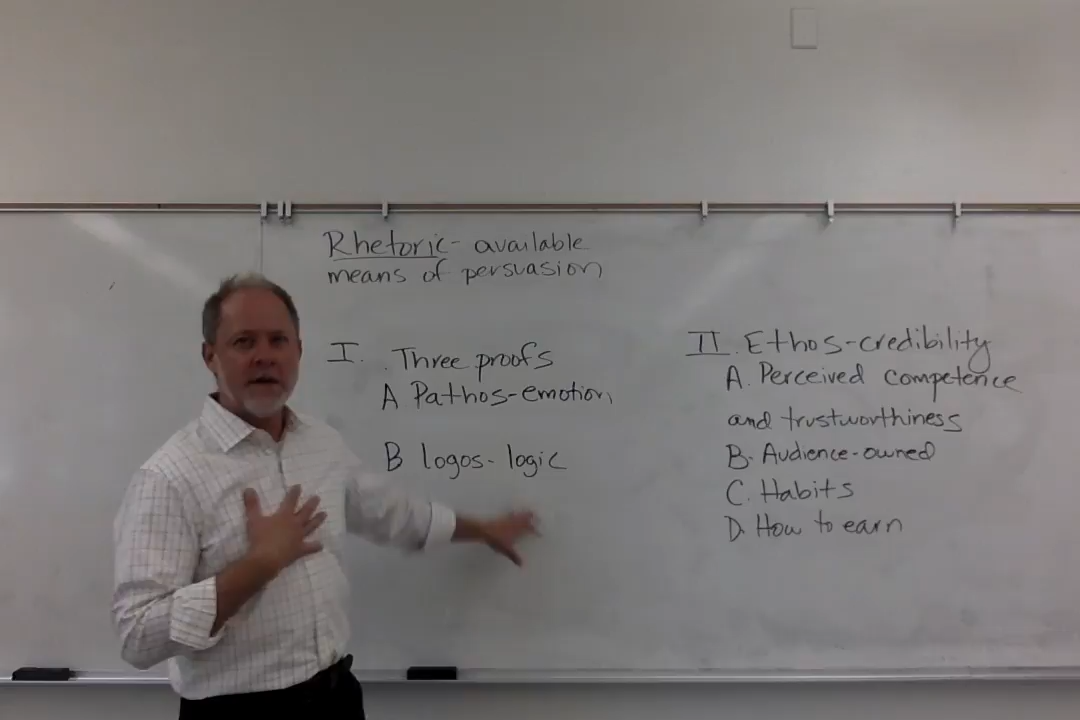 Rhetoric- available
means of persuasion
I. Three proofs
A Pathos-emotion
B logos- logic
II. Ethos-credibility
A. Perceived competence
and trustworthiness
B. Audience-owned
C. Habits
D. How to earn